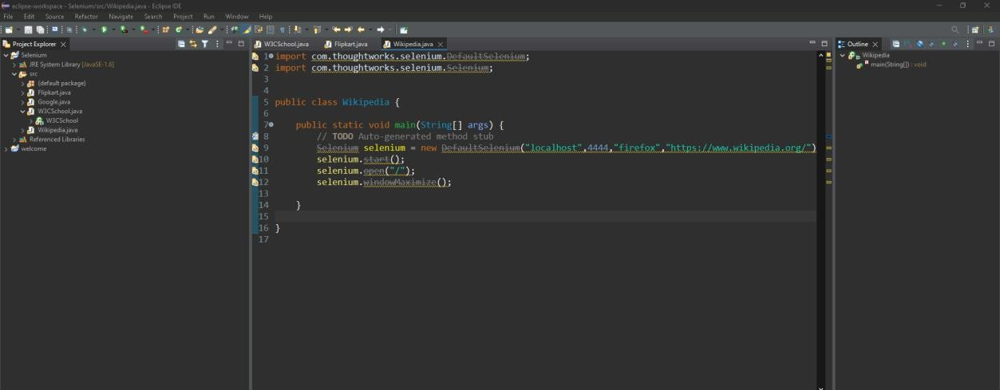 eclipse-workspace - Selenium/src/Wikipedia.java - Eclipse IDE
File Edit Source Refactor Navigate Search Project Run Window Help
Project Explorer
W3CSchool.java Flipkart.java Wikipedia.java
Outline
Selenium
JRE System Library [JavaSE-1.6]
src
(default package)
Flipkart.java
Google.java
W3CSchool.java
W3CSchool
Wikipedia.java
Referenced Libraries
welcome
1 import com.thoughtworks.selenium.DefaultSelenium;
2 import com.thoughtworks.selenium.Selenium;
3
4
5 public class Wikipedia {
6
7 public static void main(String[] args) {
8 // TODO Auto-generated method stub
9 Selenium selenium = new DefaultSelenium("localhost",4444,"firefox","https://www.wikipedia.org/")
10 selenium.start();
11 selenium.open("/");
12 selenium.windowMaximize();
13
14 }
15
16 }
17
Wikipedia
main(String[]) : void